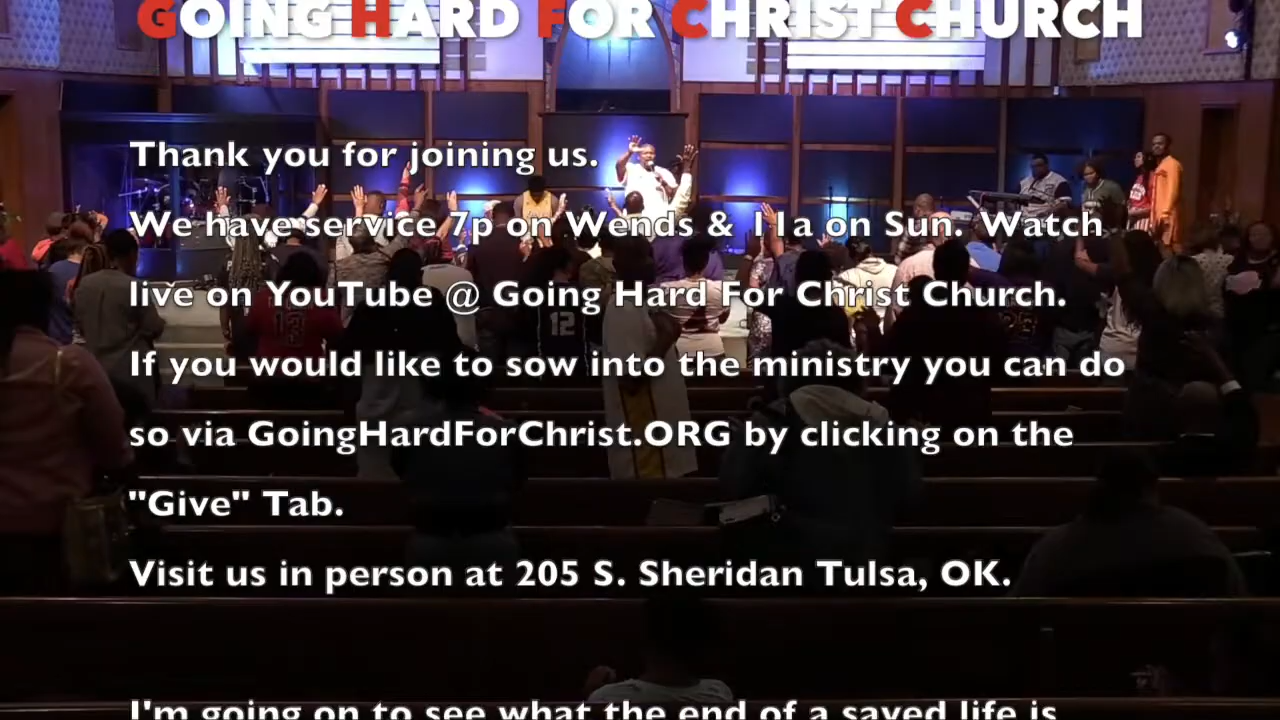 GOING HARD FOR CHRIST CHURCH
Thank you for joining us.
We have service 7p on Wends & 11a on Sun. Watch
live on YouTube @ Going Hard For Christ Church.
If you would like to sow into the ministry you can do
so via GoingHardForChrist.ORG by clicking on the
"Give" Tab.
Visit us in person at 205 S. Sheridan Tulsa, OK.
I'm going on to see what the end of a saved life is
13
12